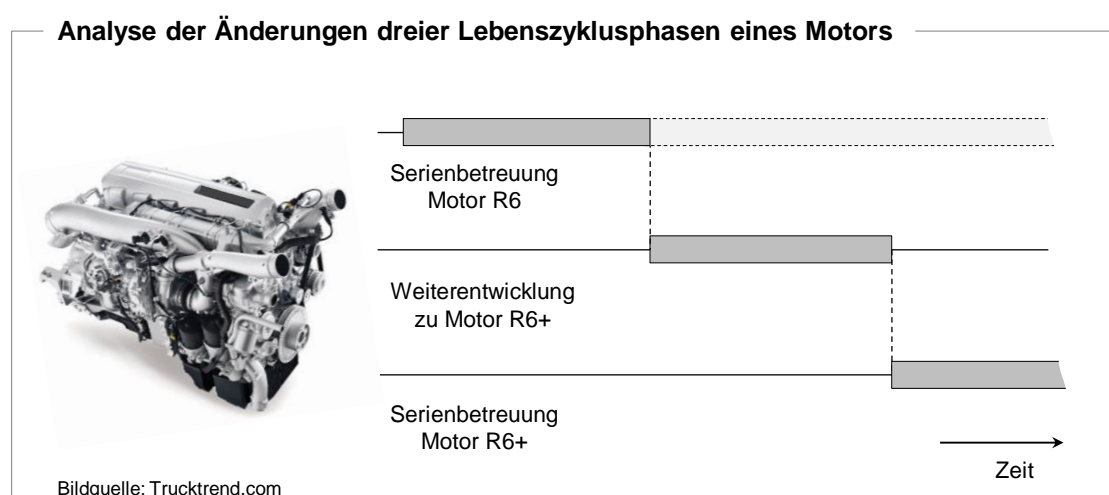 Analyse der Änderungen dreier Lebenszyklusphasen eines Motors
Serienbetreuung
Motor R6
Weiterentwicklung
zu Motor R6+
Serienbetreuung
Motor R6+
Zeit
Bildquelle: Trucktrend.com